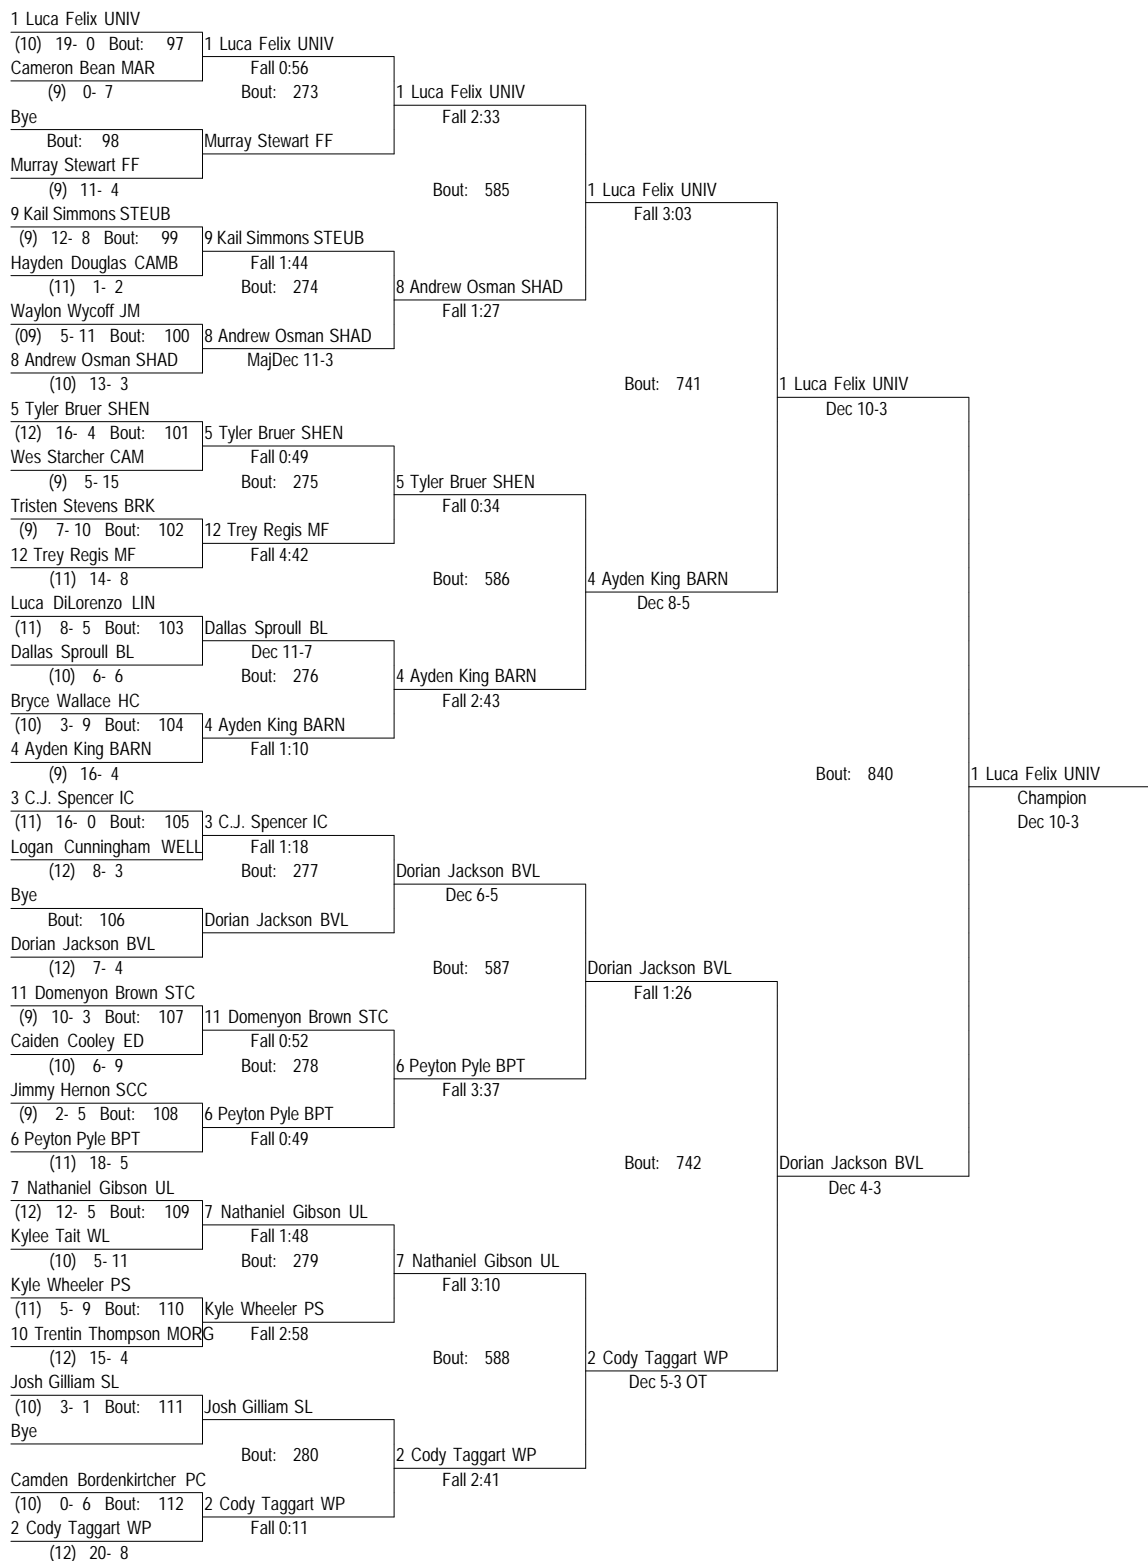 1 Luca Felix UNIV
(10) 19- 0 Bout: 97
Cameron Bean MAR
(9) 0- 7
Bye
Bout: 98
Murray Stewart FF
(9) 11- 4
9 Kail Simmons STEUB
(9) 12- 8 Bout: 99
Hayden Douglas CAMB
(11) 1- 2
Waylon Wycoff JM
(09) 5- 11 Bout: 100
8 Andrew Osman SHAD
(10) 13- 3
5 Tyler Bruer SHEN
(12) 16- 4 Bout: 101
Wes Starcher CAM
(9) 5- 15
Tristen Stevens BRK
(9) 7- 10 Bout: 102
12 Trey Regis MF
(11) 14- 8
Luca DiLorenzo LIN
(11) 8- 5 Bout: 103
Dallas Sproull BL
(10) 6- 6
Bryce Wallace HC
(10) 3- 9 Bout: 104
4 Ayden King BARN
(9) 16- 4
3 C.J. Spencer IC
(11) 16- 0 Bout: 105
Logan Cunningham WELL
(12) 8- 3
Bye
Bout: 106
Dorian Jackson BVL
(12) 7- 4
11 Domenyon Brown STC
(9) 10- 3 Bout: 107
Caiden Cooley ED
(10) 6- 9
Jimmy Hernon SCC
(9) 2- 5 Bout: 108
6 Peyton Pyle BPT
(11) 18- 5
7 Nathaniel Gibson UL
(12) 12- 5 Bout: 109
Kylee Tait WL
(10) 5- 11
Kyle Wheeler PS
(11) 5- 9 Bout: 110
10 Trentin Thompson MORG
(12) 15- 4
Josh Gilliam SL
(10) 3- 1 Bout: 111
Bye
Camden Bordenkirtcher PC
(10) 0- 6 Bout: 112
2 Cody Taggart WP
(12) 20- 8
1 Luca Felix UNIV
Fall 0:56
Bout: 273
Murray Stewart FF
9 Kail Simmons STEUB
Fall 1:44
Bout: 274
8 Andrew Osman SHAD
MajDec 11-3
5 Tyler Bruer SHEN
Fall 0:49
Bout: 275
12 Trey Regis MF
Fall 4:42
Dallas Sproull BL
Dec 11-7
Bout: 276
4 Ayden King BARN
Fall 1:10
3 C.J. Spencer IC
Fall 1:18
Bout: 277
Dorian Jackson BVL
11 Domenyon Brown STC
Fall 0:52
Bout: 278
6 Peyton Pyle BPT
Fall 0:49
7 Nathaniel Gibson UL
Fall 1:48
Bout: 279
Kyle Wheeler PS
Fall 2:58
Josh Gilliam SL
Bout: 280
2 Cody Taggart WP
Fall 0:11
1 Luca Felix UNIV
Fall 2:33
Bout: 585
8 Andrew Osman SHAD
Fall 1:27
5 Tyler Bruer SHEN
Fall 0:34
Bout: 586
4 Ayden King BARN
Fall 2:43
Dorian Jackson BVL
Dec 6-5
Bout: 587
6 Peyton Pyle BPT
Fall 3:37
7 Nathaniel Gibson UL
Fall 3:10
Bout: 588
2 Cody Taggart WP
Fall 2:41
1 Luca Felix UNIV
Fall 3:03
Bout: 741
4 Ayden King BARN
Dec 8-5
Dorian Jackson BVL
Fall 1:26
Bout: 742
2 Cody Taggart WP
Dec 5-3 OT
1 Luca Felix UNIV
Dec 10-3
Bout: 840
Dorian Jackson BVL
Dec 4-3
1 Luca Felix UNIV
Champion
Dec 10-3